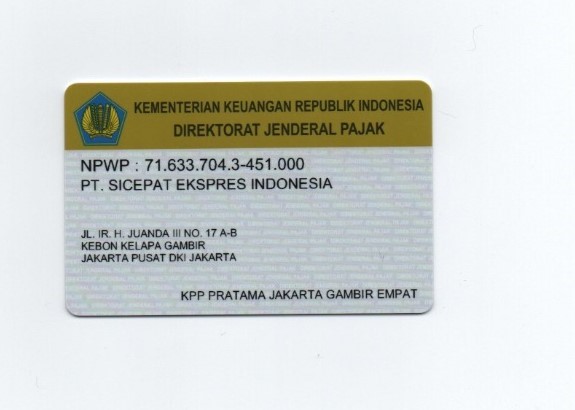 KEMENTERIAN KEUANGAN REPUBLIK INDONESIA
DIREKTORAT JENDERAL PAJAK
NPWP : 71.633.704.3-451.000
PT. SICEPAT EKSPRES INDONESIA
JL. IR. H. JUANDA III NO. 17 A-B
KEBON KELAPA GAMBIR
JAKARTA PUSAT DKI JAKARTA
KPP PRATAMA JAKARTA GAMBIR EMPAT